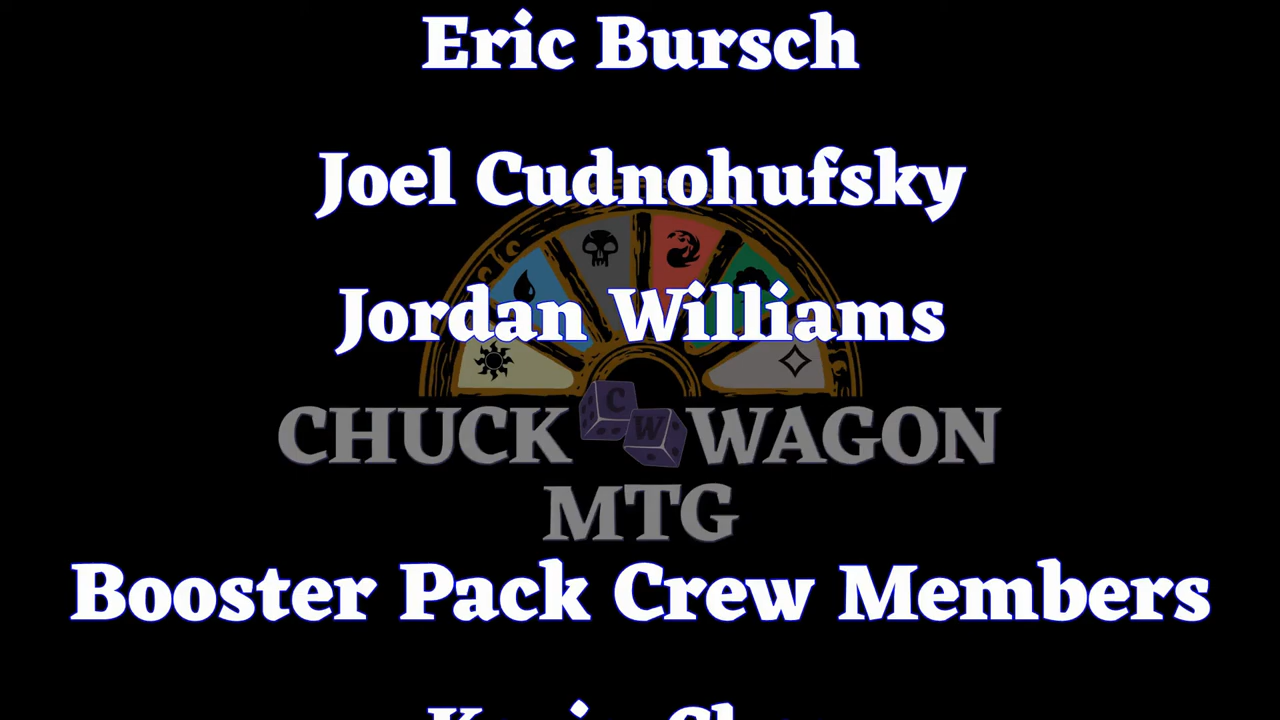 Eric Bursch
Joel Cudnohufsky
Jordan Williams
C
W
CHUCK WAGON
MTG
Booster Pack Crew Members